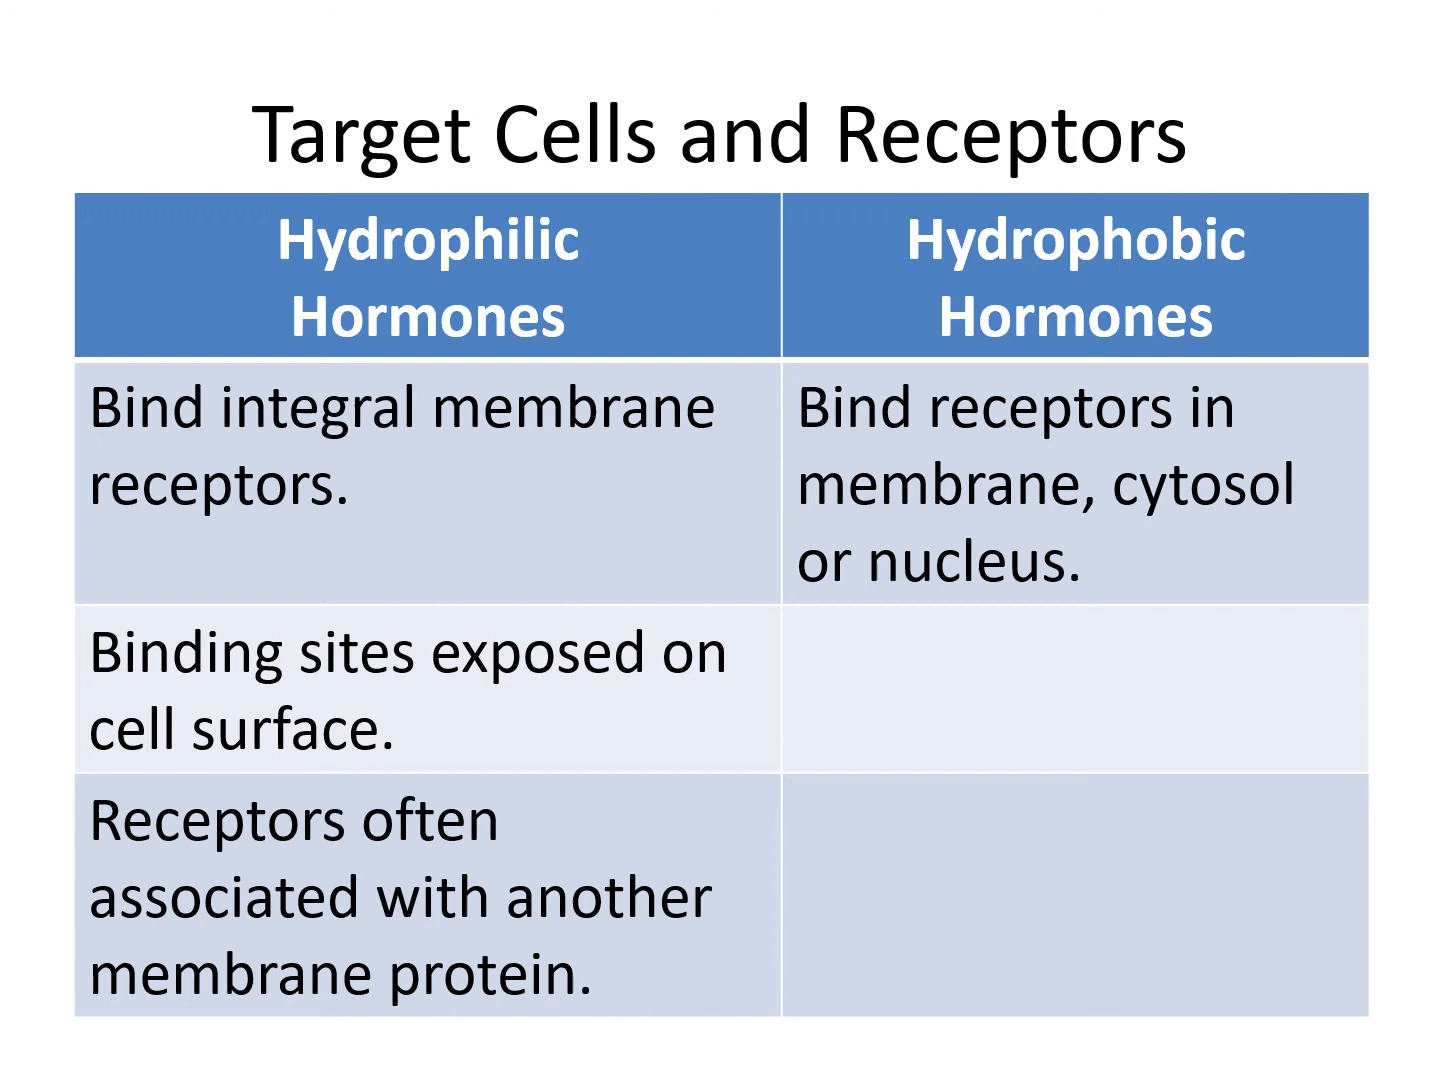 Target Cells and Receptors
Hydrophilic
Hormones
Hydrophobic
Hormones
Bind integral membrane
receptors.
Bind receptors in
membrane, cytosol
or nucleus.
Binding sites exposed on
cell surface.
Receptors often
associated with another
membrane protein.